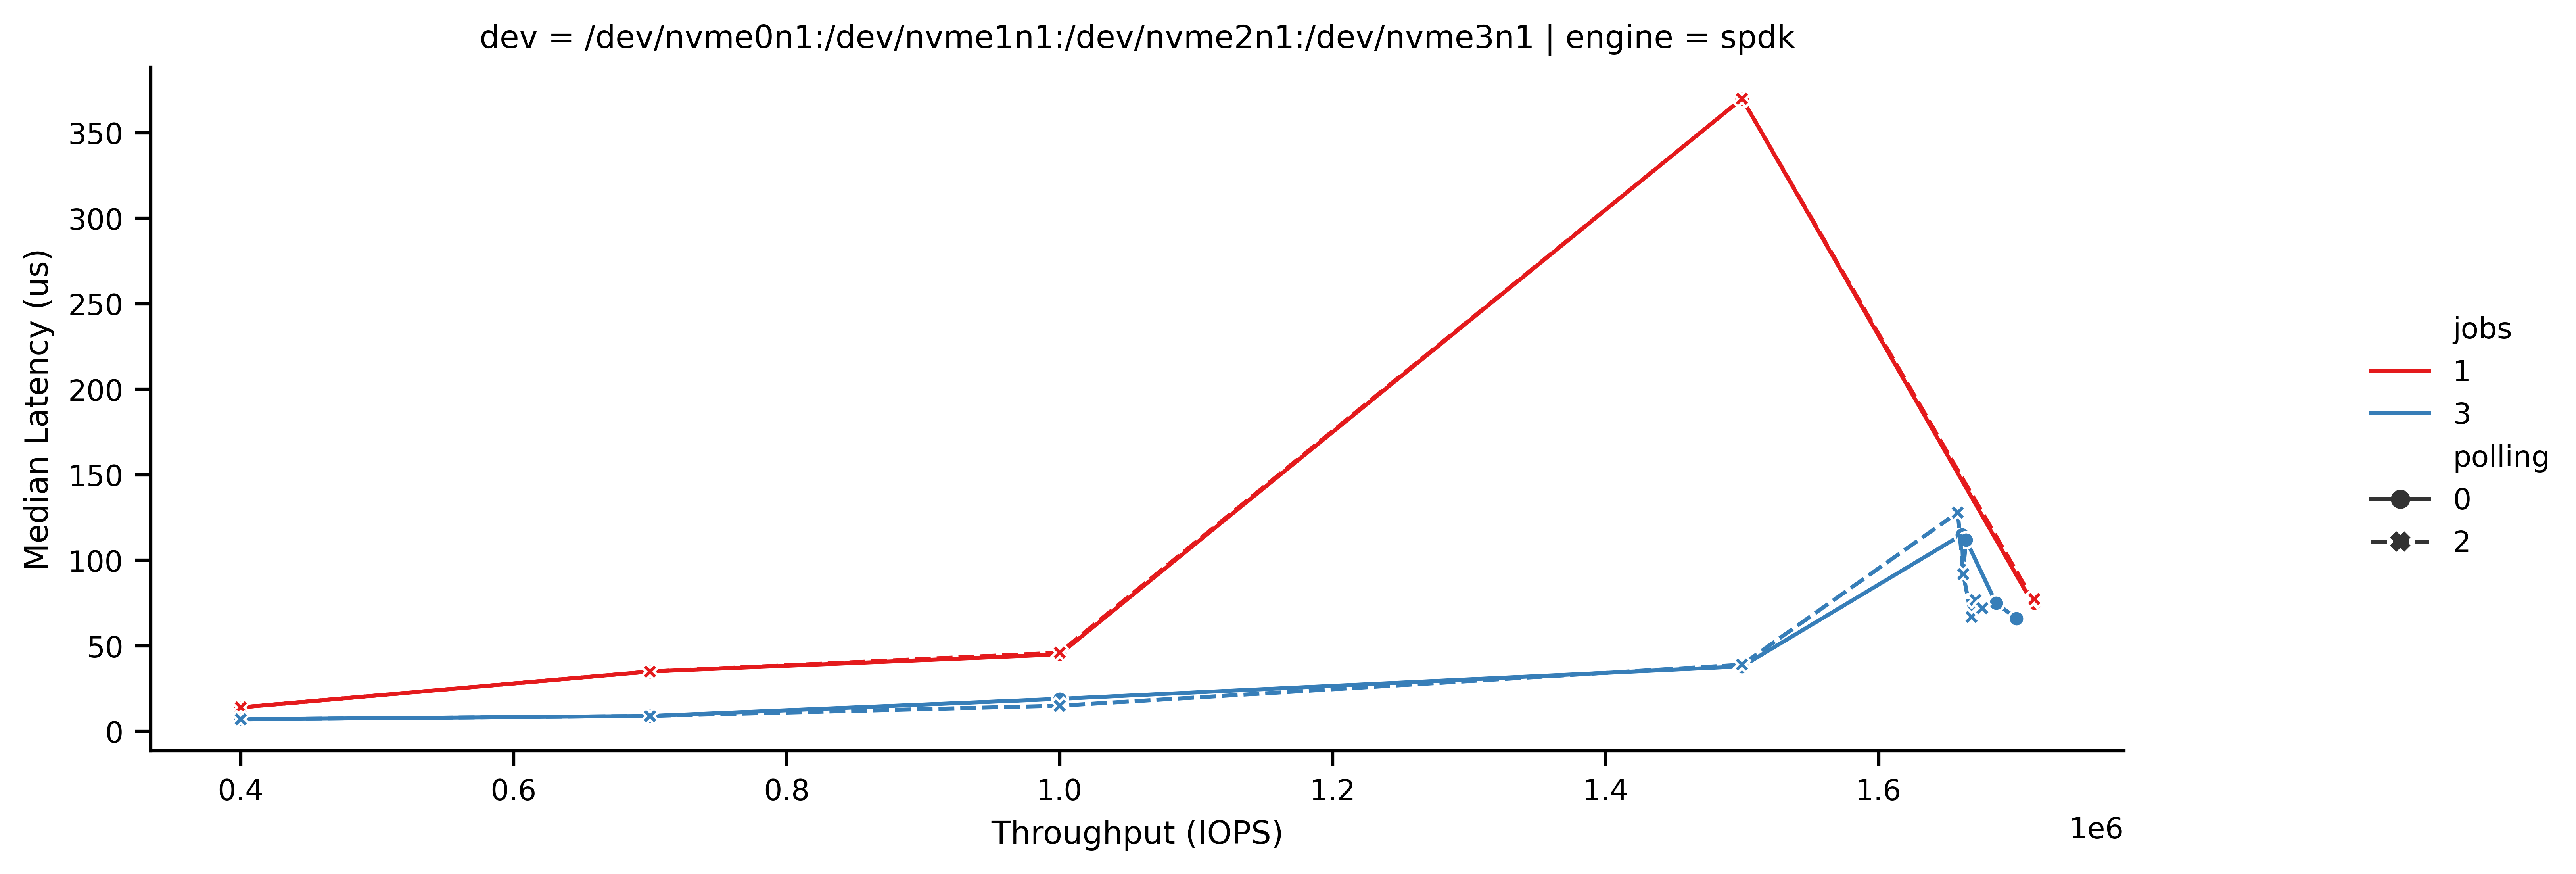 dev = /dev/nvme0n1:/dev/nvme1n1:/dev/nvme2n1:/dev/nvme3n1 | engine = spdk
Median Latency (us)
350
300
250
200
150
100
50
0
0.4 0.6 0.8 1.0 1.2 1.4 1.6
1e6
Throughput (IOPS)
jobs
1
3
polling
0
2